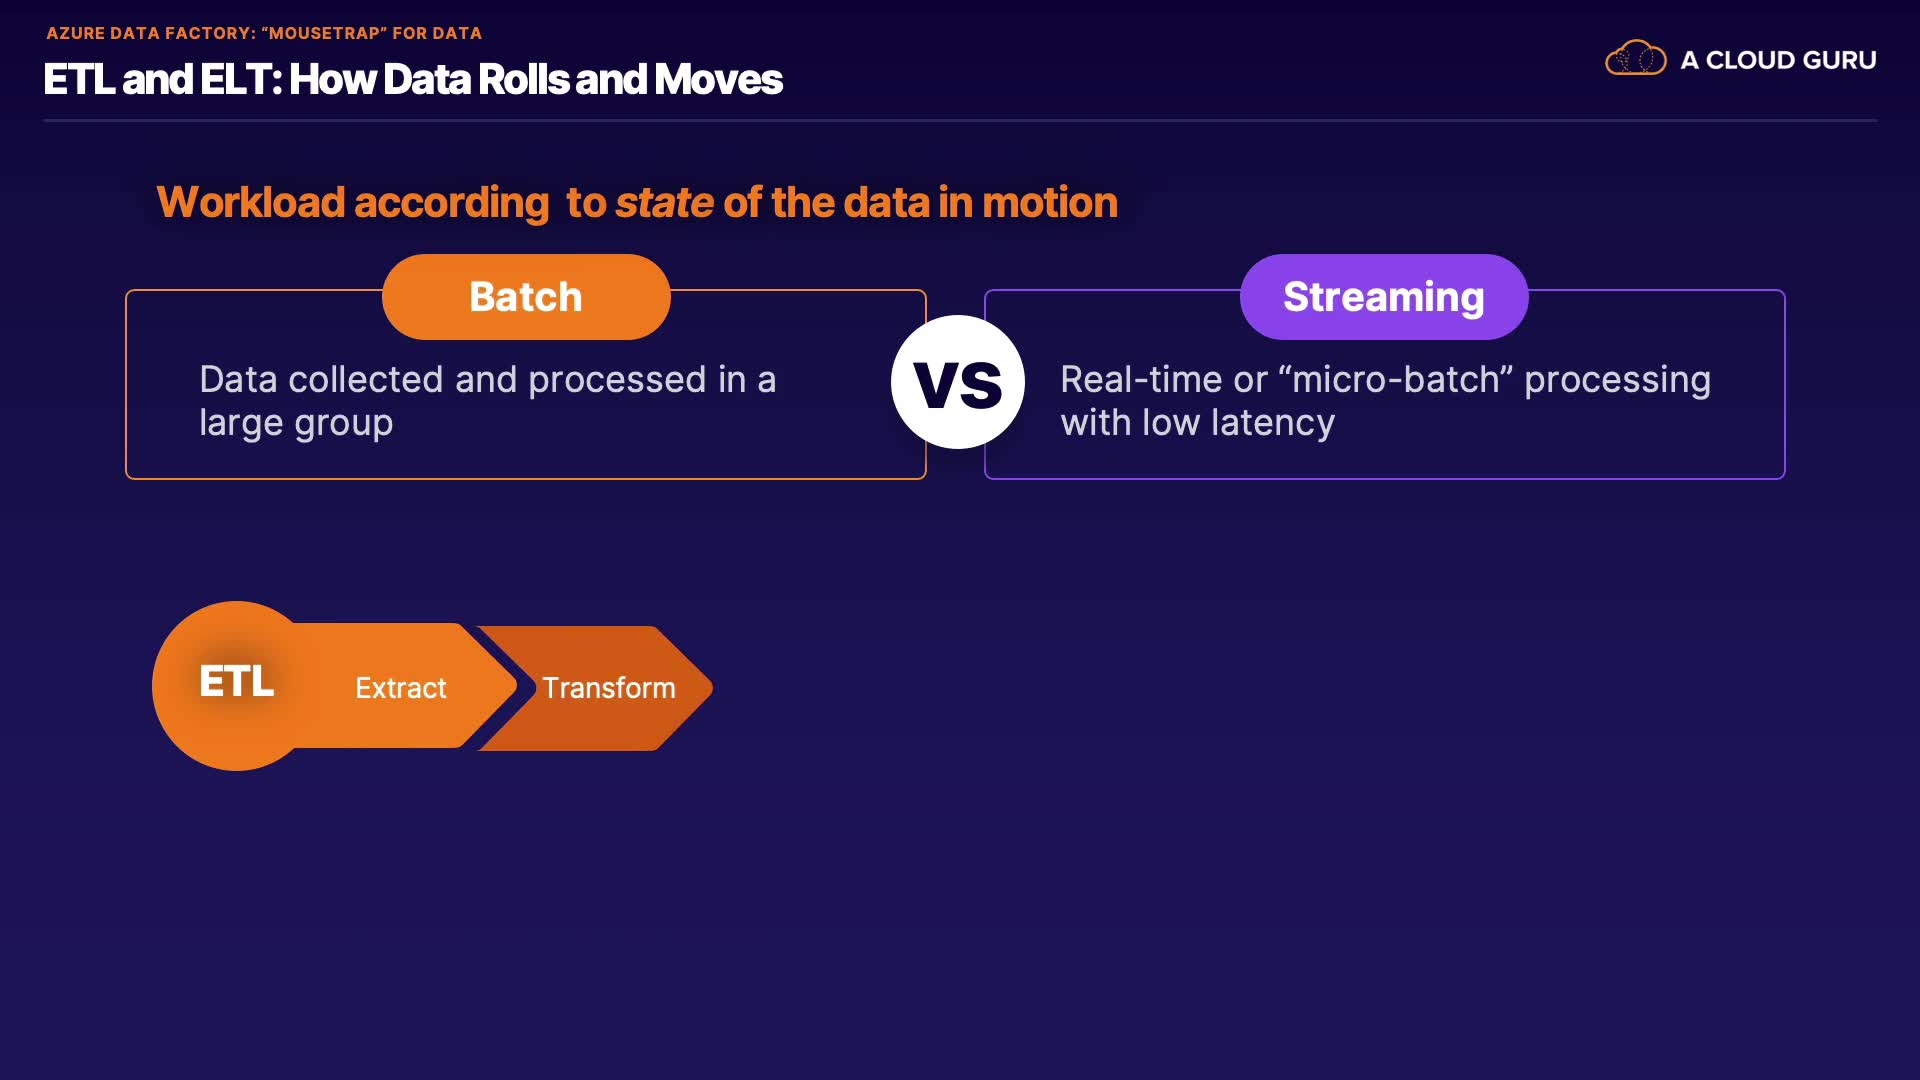 AZURE DATA FACTORY: “MOUSETRAP” FOR DATA
ETL and ELT: How Data Rolls and Moves
A CLOUD GURU
Workload according to state of the data in motion
Batch
Data collected and processed in a
large group
VS
Streaming
Real-time or “micro-batch” processing
with low latency
ETL
Extract
Transform